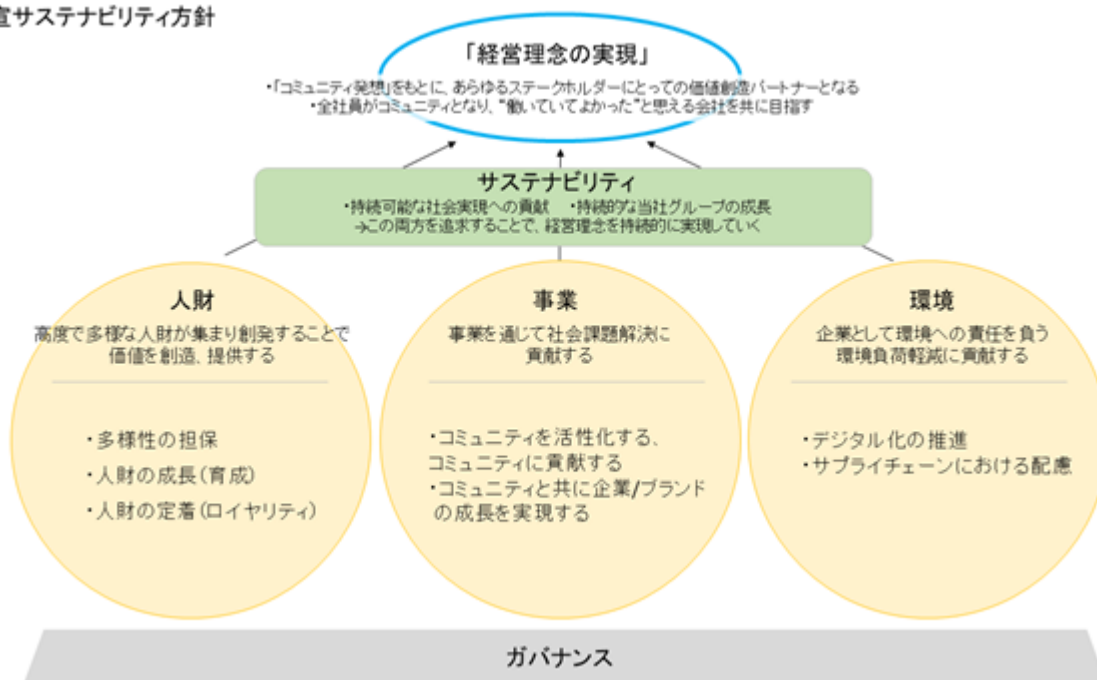 宣サステナビリティ方針
「経営理念の実現」
・「コミュニティ発想」をもとに、あらゆるステークホルダーにとっての価値創造パートナーとなる
・全社員がコミュニティとなり、“働いていてよかった”と思える会社を共に目指す
サステナビリティ
・持続可能な社会実現への貢献　・持続的な当社グループの成長
→この両方を追求することで、経営理念を持続的に実現していく
人財
高度で多様な人財が集まり創発することで
価値を創造、提供する
・多様性の担保
・人財の成長(育成)
・人財の定着(ロイヤリティ)
事業
事業を通じて社会課題解決に
貢献する
・コミュニティを活性化する、
コミュニティに貢献する
・コミュニティと共に企業/ブランド
の成長を実現する
環境
企業として環境への責任を負う
環境負荷軽減に貢献する
・デジタル化の推進
・サプライチェーンにおける配慮
ガバナンス